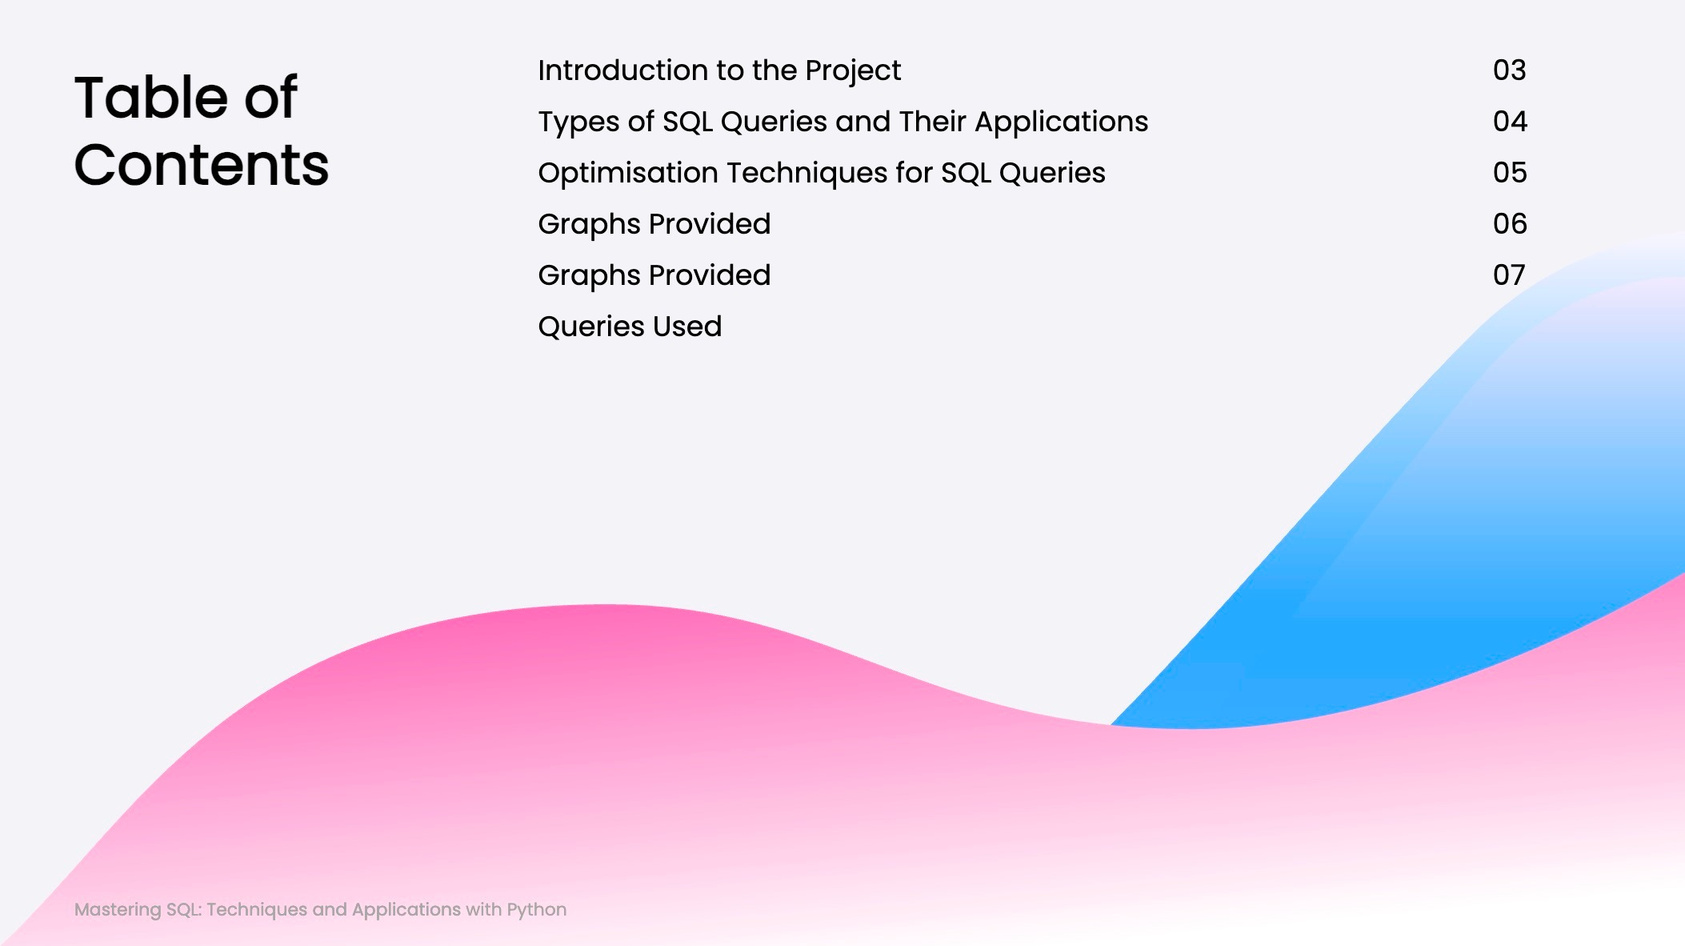 Table of
Contents
Introduction to the Project 03
Types of SQL Queries and Their Applications 04
Optimisation Techniques for SQL Queries 05
Graphs Provided 06
Graphs Provided 07
Queries Used
Mastering SQL: Techniques and Applications with Python